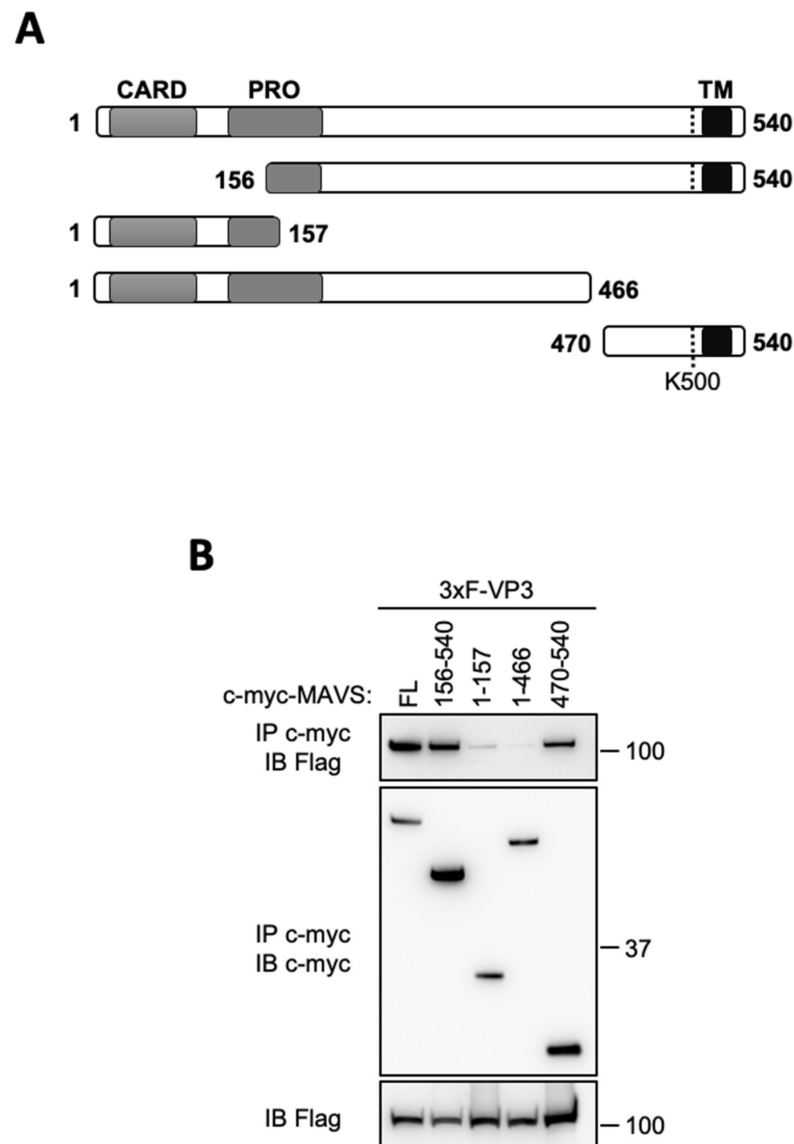 A
CARD PRO TM
1 540
156 540
1 157
1 466
470 540
K500
B
3xF-VP3
c-myc-MAVS: FL 156-540 1-157 1-466 470-540
IP c-myc
IB Flag
100
IP c-myc
IB c-myc
37
IB Flag
100